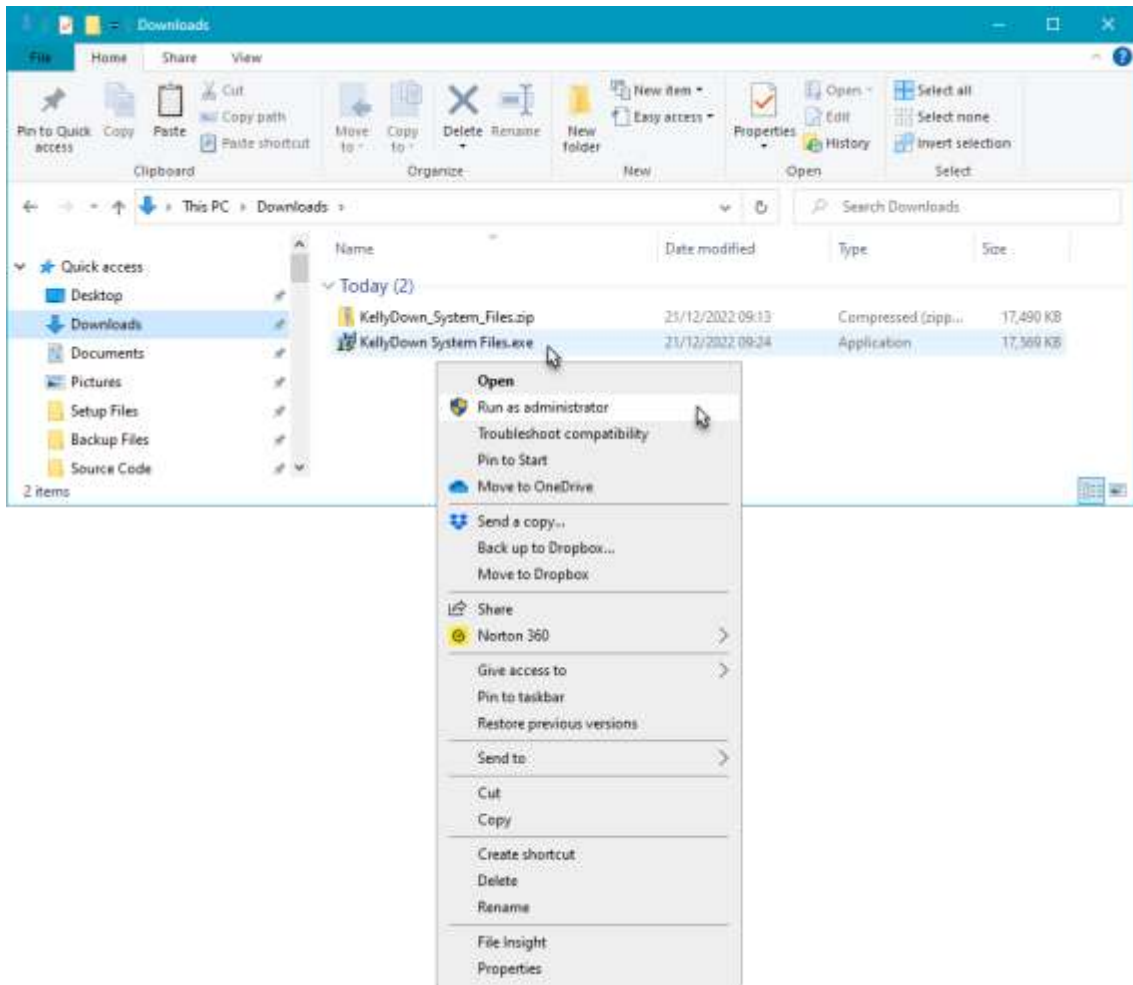 Downloads
File Home Share View
Pin to Quick access
Copy
Paste
Cut
Copy path
Paste shortcut
Clipboard
Move to
Copy to
Delete
Rename
Organize
New folder
New item
Easy access
New
Properties
Open
Edit
History
Open
Select all
Select none
Invert selection
Select
This PC Downloads
Search Downloads
Name Date modified Type Size
Quick access
Desktop
Downloads
Documents
Pictures
Setup Files
Backup Files
Source Code
2 items
Today (2)
KellyDown_System_Files.zip 21/12/2022 09:13 Compressed (zipp... 17,490 KB
KellyDown System Files.exe 21/12/2022 09:24 Application 17,569 KB
Open
Run as administrator
Troubleshoot compatibility
Pin to Start
Move to OneDrive
Send a copy...
Back up to Dropbox...
Move to Dropbox
Share
Norton 360
Give access to
Pin to taskbar
Restore previous versions
Send to
Cut
Copy
Create shortcut
Delete
Rename
File Insight
Properties